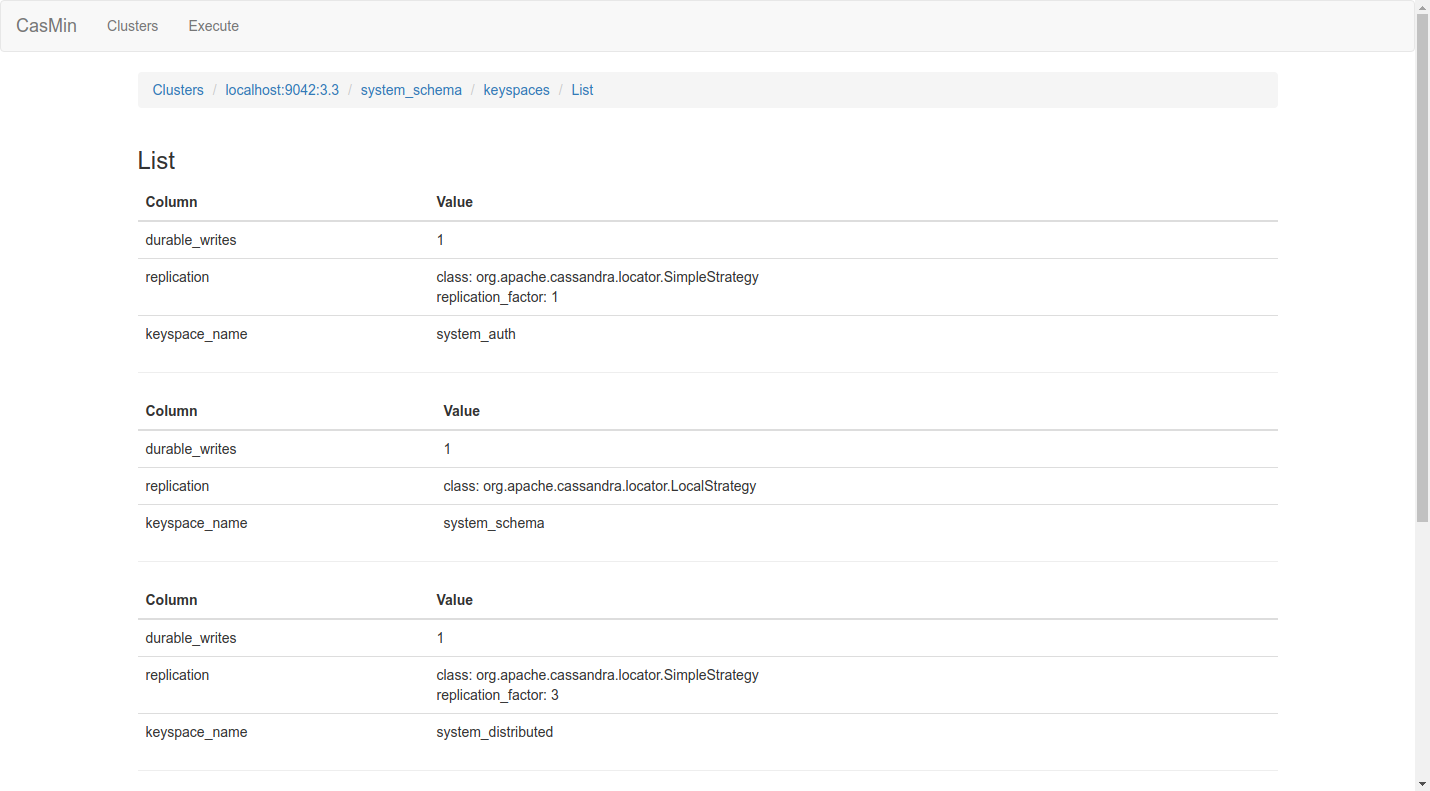 CasMin Clusters Execute
Clusters / localhost:9042:3.3 / system_schema / keyspaces / List
List
Column Value
durable_writes 1
replication class: org.apache.cassandra.locator.SimpleStrategy
replication_factor: 1
keyspace_name system_auth
Column Value
durable_writes 1
replication class: org.apache.cassandra.locator.LocalStrategy
keyspace_name system_schema
Column Value
durable_writes 1
replication class: org.apache.cassandra.locator.SimpleStrategy
replication_factor: 3
keyspace_name system_distributed